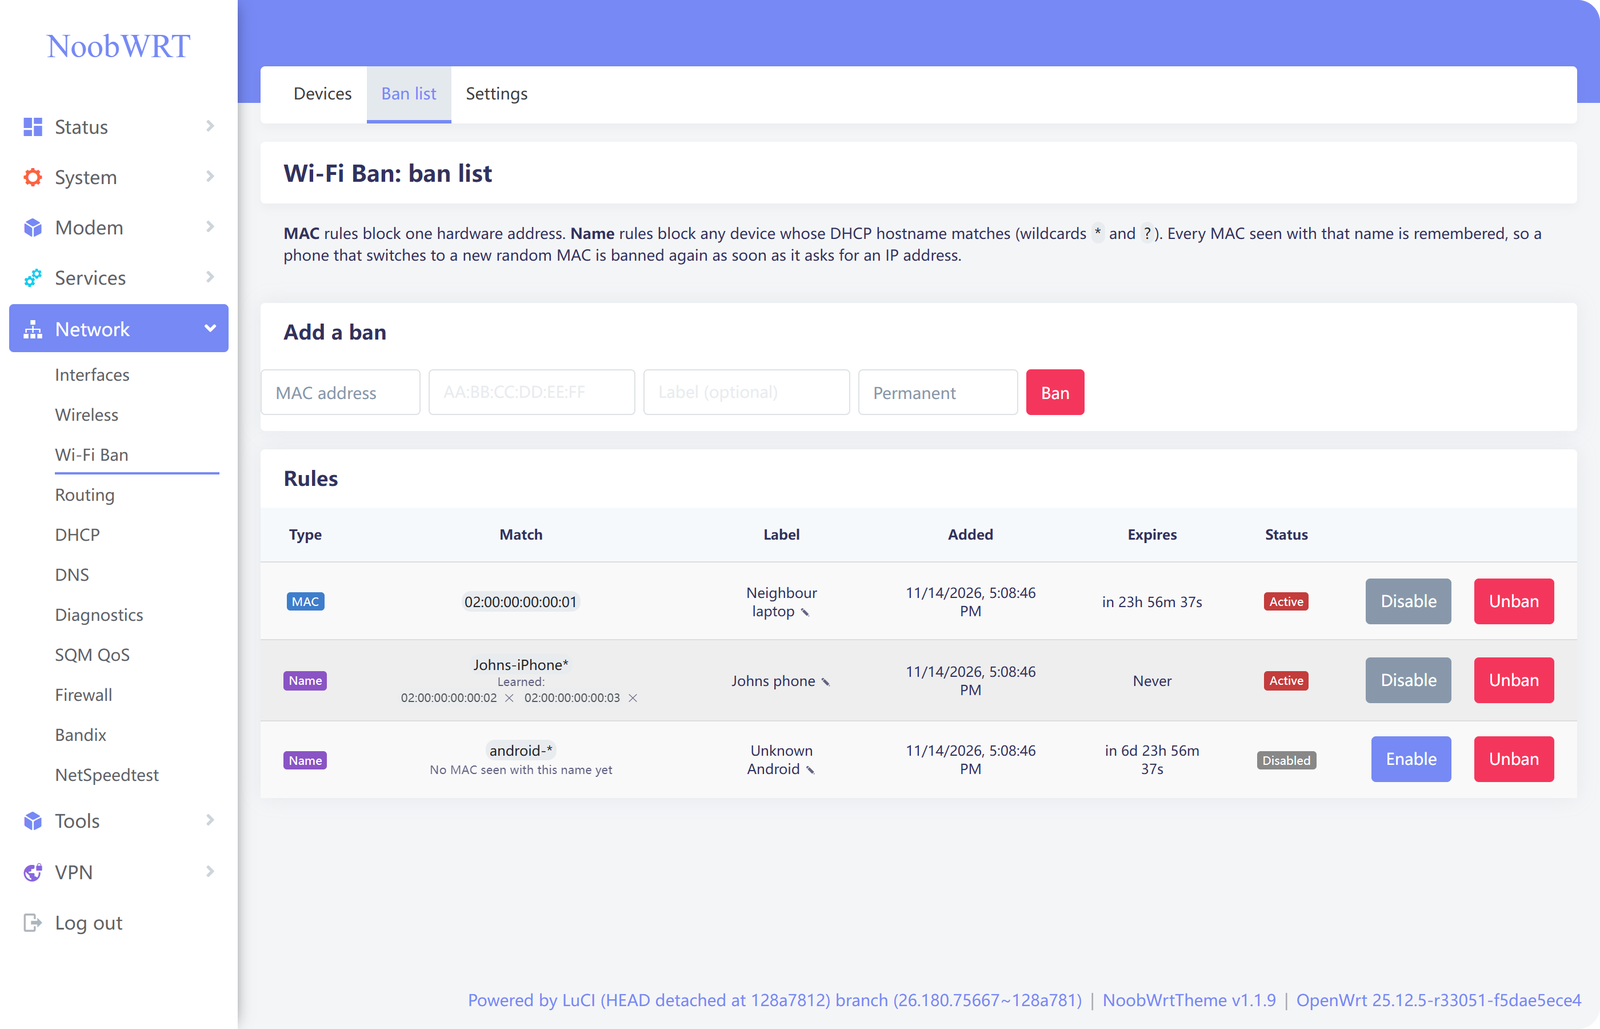 NoobWRT
Status
System
Modem
Services
Network
Interfaces
Wireless
Wi-Fi Ban
Routing
DHCP
DNS
Diagnostics
SQM QoS
Firewall
Bandix
NetSpeedtest
Tools
VPN
Log out
Devices Ban list Settings
Wi-Fi Ban: ban list
MAC rules block one hardware address. Name rules block any device whose DHCP hostname matches (wildcards * and ?). Every MAC seen with that name is remembered, so a
phone that switches to a new random MAC is banned again as soon as it asks for an IP address.
Add a ban
MAC address AA:BB:CC:DD:EE:FF Label (optional) Permanent Ban
Rules
Type Match Label Added Expires Status
MAC 02:00:00:00:00:01 Neighbour laptop 11/14/2026, 5:08:46 PM in 23h 56m 37s Active Disable Unban
Name Johns-iPhone* Learned: 02:00:00:00:00:02 × 02:00:00:00:00:03 × Johns phone 11/14/2026, 5:08:46 PM Never Active Disable Unban
Name android-* No MAC seen with this name yet Unknown Android 11/14/2026, 5:08:46 PM in 6d 23h 56m 37s Disabled Enable Unban
Powered by LuCI (HEAD detached at 128a7812) branch (26.180.75667~128a781) | NoobWrtTheme v1.1.9 | OpenWrt 25.12.5-r33051-f5dae5ece4